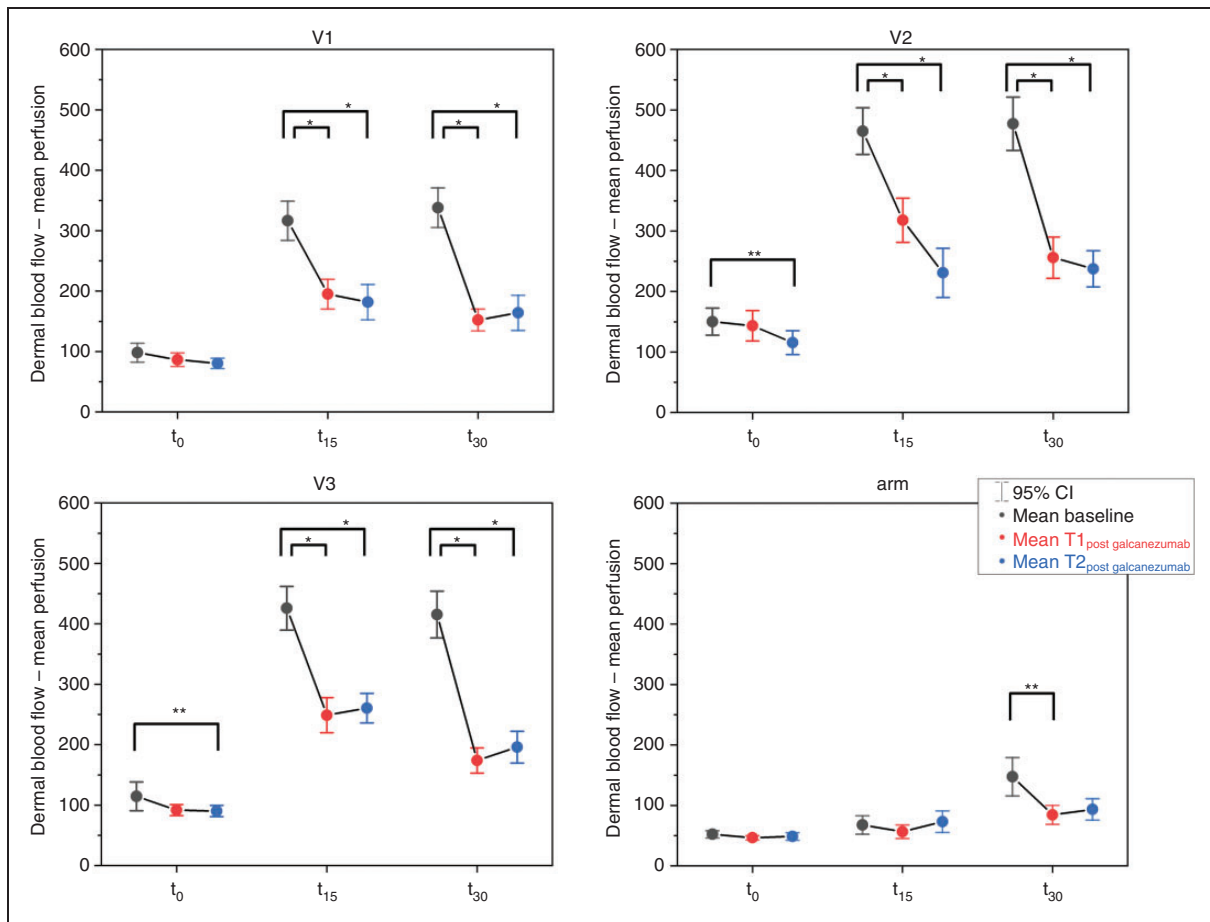 V1
600
500
400
300
200
100
0
Dermal blood flow – mean perfusion
* *
* *
t0 t15 t30
V2
600
500
400
300
200
100
0
Dermal blood flow – mean perfusion
* *
* *
**
t0 t15 t30
V3
600
500
400
300
200
100
0
Dermal blood flow – mean perfusion
* *
* *
**
t0 t15 t30
arm
600
500
400
300
200
100
0
Dermal blood flow – mean perfusion
**
t0 t15 t30
95% CI
Mean baseline
Mean T1post galcanezumab
Mean T2post galcanezumab